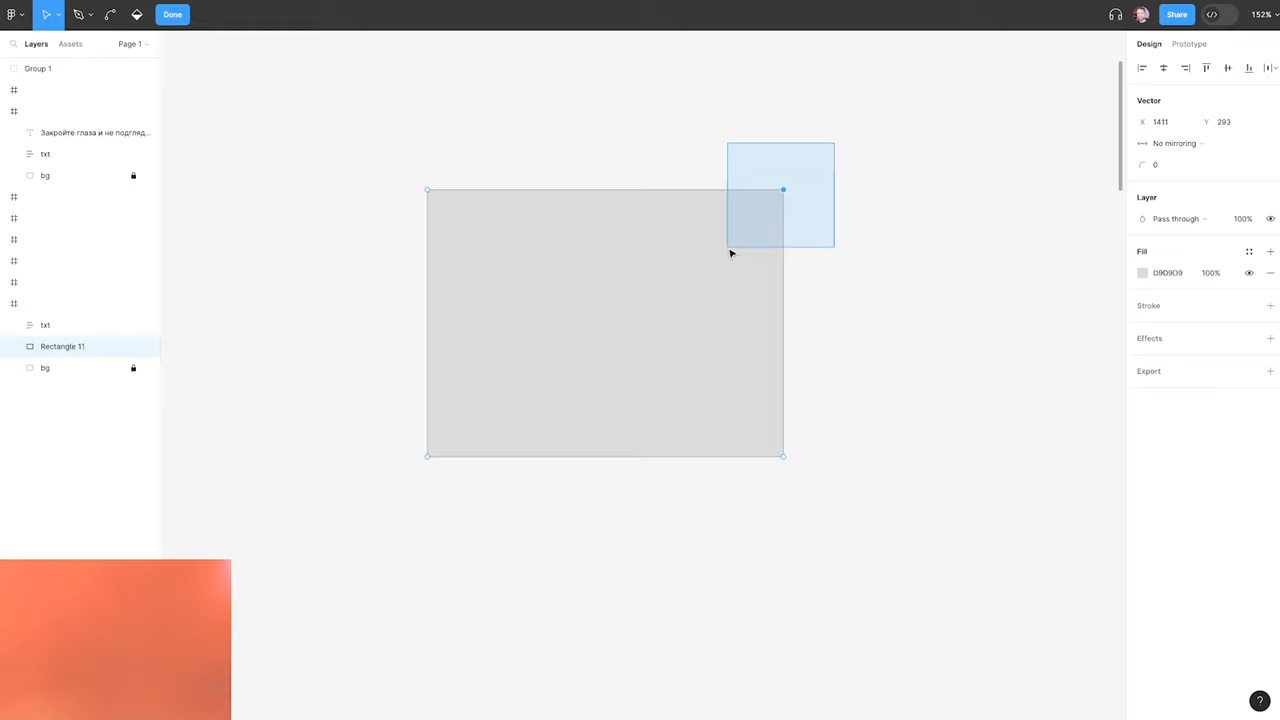 Done
Share
152%
Layers
Assets
Page 1
Design
Prototype
Group 1
Закройте глаза и не подгляд...
txt
bg
txt
Rectangle 11
bg
Vector
X 1411
Y 293
No mirroring
0
Layer
Pass through
100%
Fill
D9D9D9
100%
Stroke
Effects
Export
?